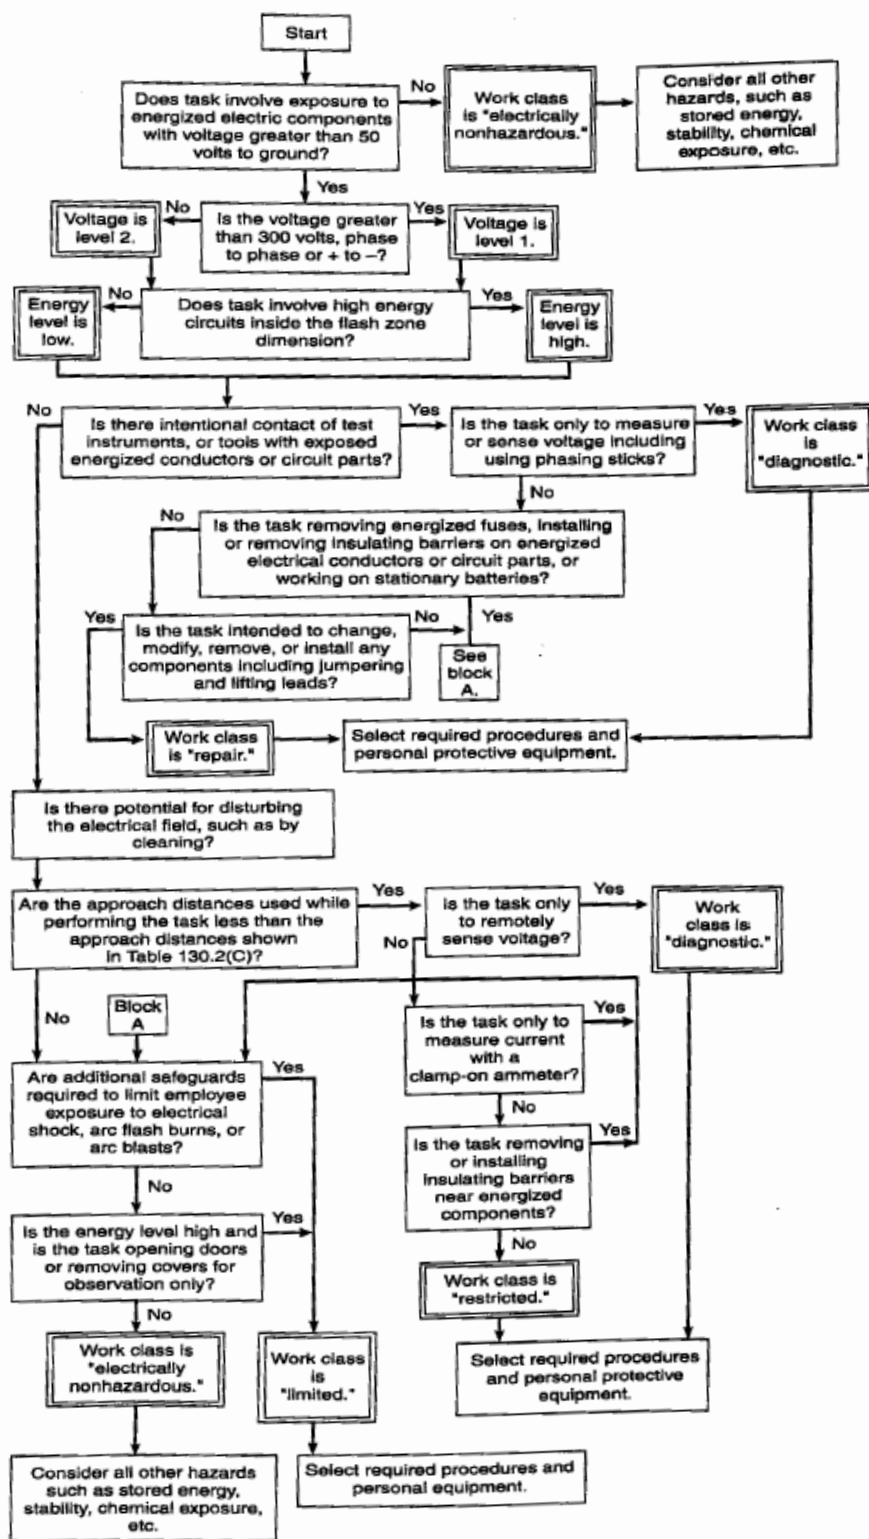 Start
Does task involve exposure to
energized electric components
with voltage greater than 50
volts to ground?
No
Work class
is "electrically
nonhazardous."
Consider all other
hazards, such as
stored energy,
stability, chemical
exposure, etc.
Yes
Voltage is
level 2.
No
Is the voltage greater
than 300 volts, phase
to phase or + to –?
Yes
Voltage is
level 1.
Energy
level is
low.
No
Does task involve high energy
circuits inside the flash zone
dimension?
Yes
Energy
level is
high.
No
Is there intentional contact of test
instruments, or tools with exposed
energized conductors or circuit parts?
Yes
Is the task only to measure
or sense voltage including
using phasing sticks?
Yes
Work class
is
"diagnostic."
No
No
Is the task removing energized fuses, installing
or removing insulating barriers on energized
electrical conductors or circuit parts, or
working on stationary batteries?
Yes
Is the task intended to change,
modify, remove, or install any
components including jumpering
and lifting leads?
No
Yes
See
block
A.
Work class
is "repair."
Select required procedures and
personal protective equipment.
Is there potential for disturbing
the electrical field, such as by
cleaning?
Are the approach distances used while
performing the task less than the
approach distances shown
in Table 130.2(C)?
Yes
Is the task only
to remotely
sense voltage?
Yes
Work
class is
"diagnostic."
No
No
Block
A
Is the task only to
measure current
with a
clamp-on ammeter?
Yes
Are additional safeguards
required to limit employee
exposure to electrical
shock, arc flash burns, or
arc blasts?
Yes
No
Is the task removing
or installing
insulating barriers
near energized
components?
Yes
No
Is the energy level high and
is the task opening doors
or removing covers for
observation only?
Yes
No
Work class is
"restricted."
No
Work class is
"electrically
nonhazardous."
Work class
is
"limited."
Select required procedures
and personal protective
equipment.
Consider all other hazards
such as stored energy,
stability, chemical exposure,
etc.
Select required procedures and
personal equipment.